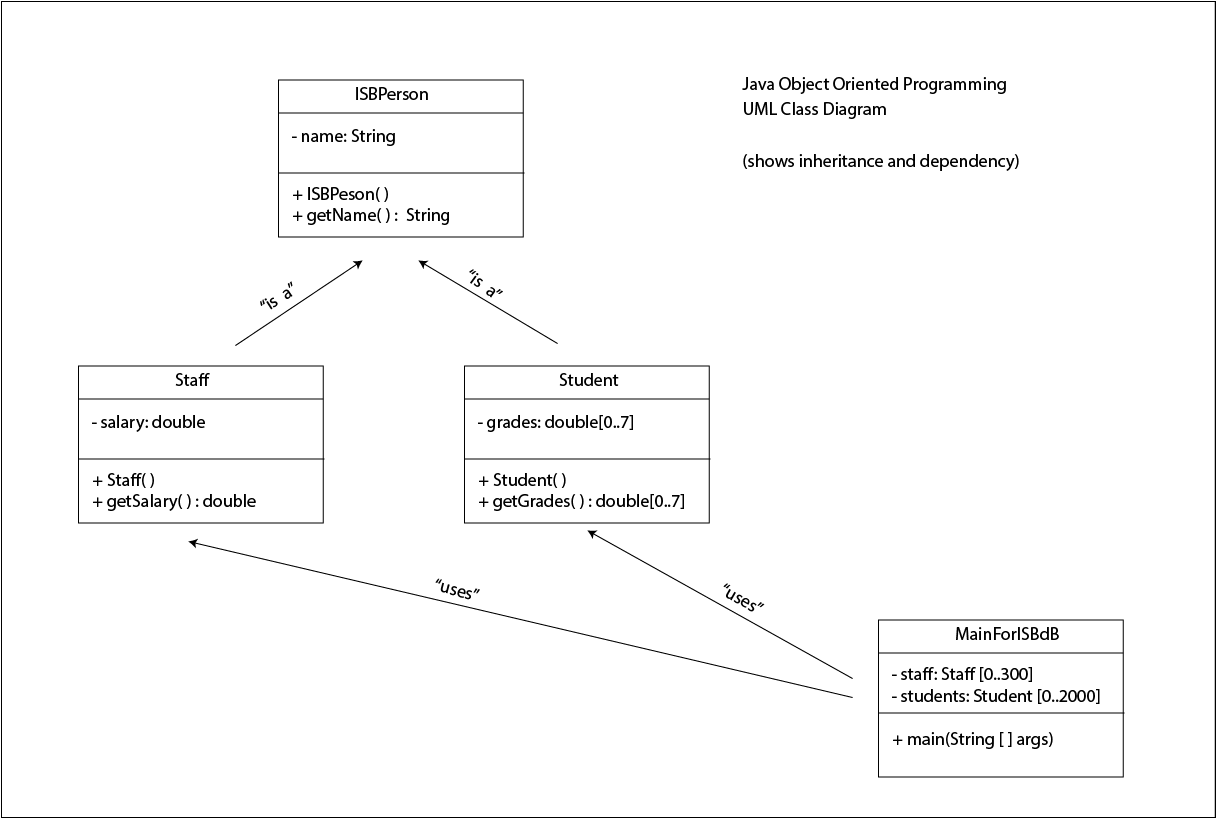 ISBPerson
- name: String
+ ISBPeson( )
+ getName( ) : String
Java Object Oriented Programming
UML Class Diagram
(shows inheritance and dependency)
“is a”
“is a”
Staff
- salary: double
+ Staff( )
+ getSalary( ) : double
Student
- grades: double[0..7]
+ Student( )
+ getGrades( ) : double[0..7]
“uses”
“uses”
MainForISBdB
- staff: Staff [0..300]
- students: Student [0..2000]
+ main(String [ ] args)